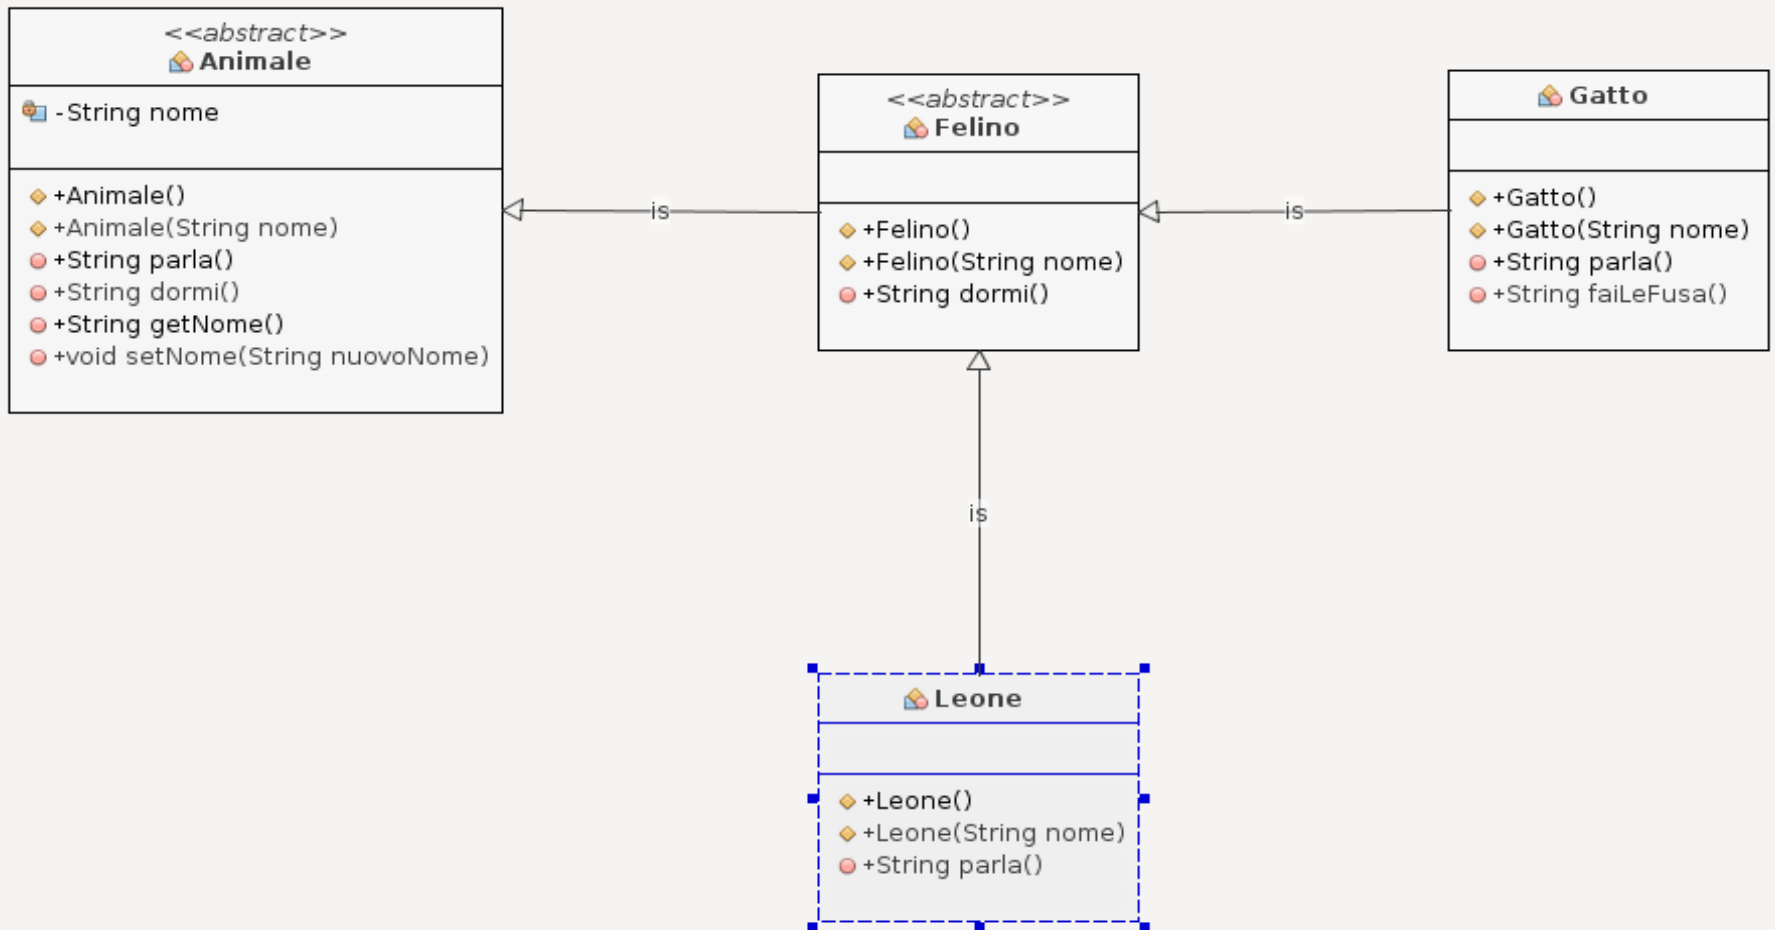 <<abstract>>
Animale
-String nome
+Animale()
+Animale(String nome)
+String parla()
+String dormi()
+String getNome()
+void setNome(String nuovoNome)
is
<<abstract>>
Felino
+Felino()
+Felino(String nome)
+String dormi()
is
Gatto
+Gatto()
+Gatto(String nome)
+String parla()
+String faiLeFusa()
is
Leone
+Leone()
+Leone(String nome)
+String parla()